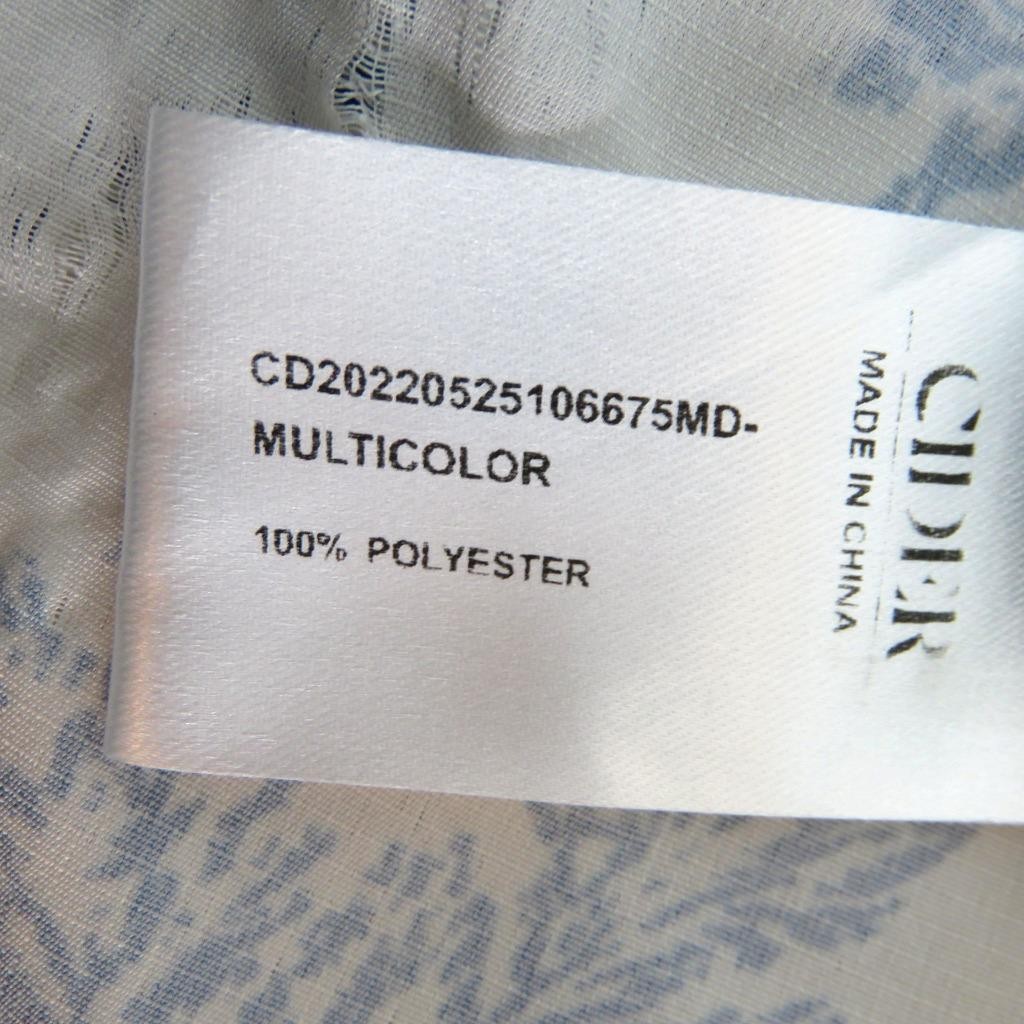 CD20220525106675MD-
MULTICOLOR
100% POLYESTER
CIDER
MADE IN CHINA